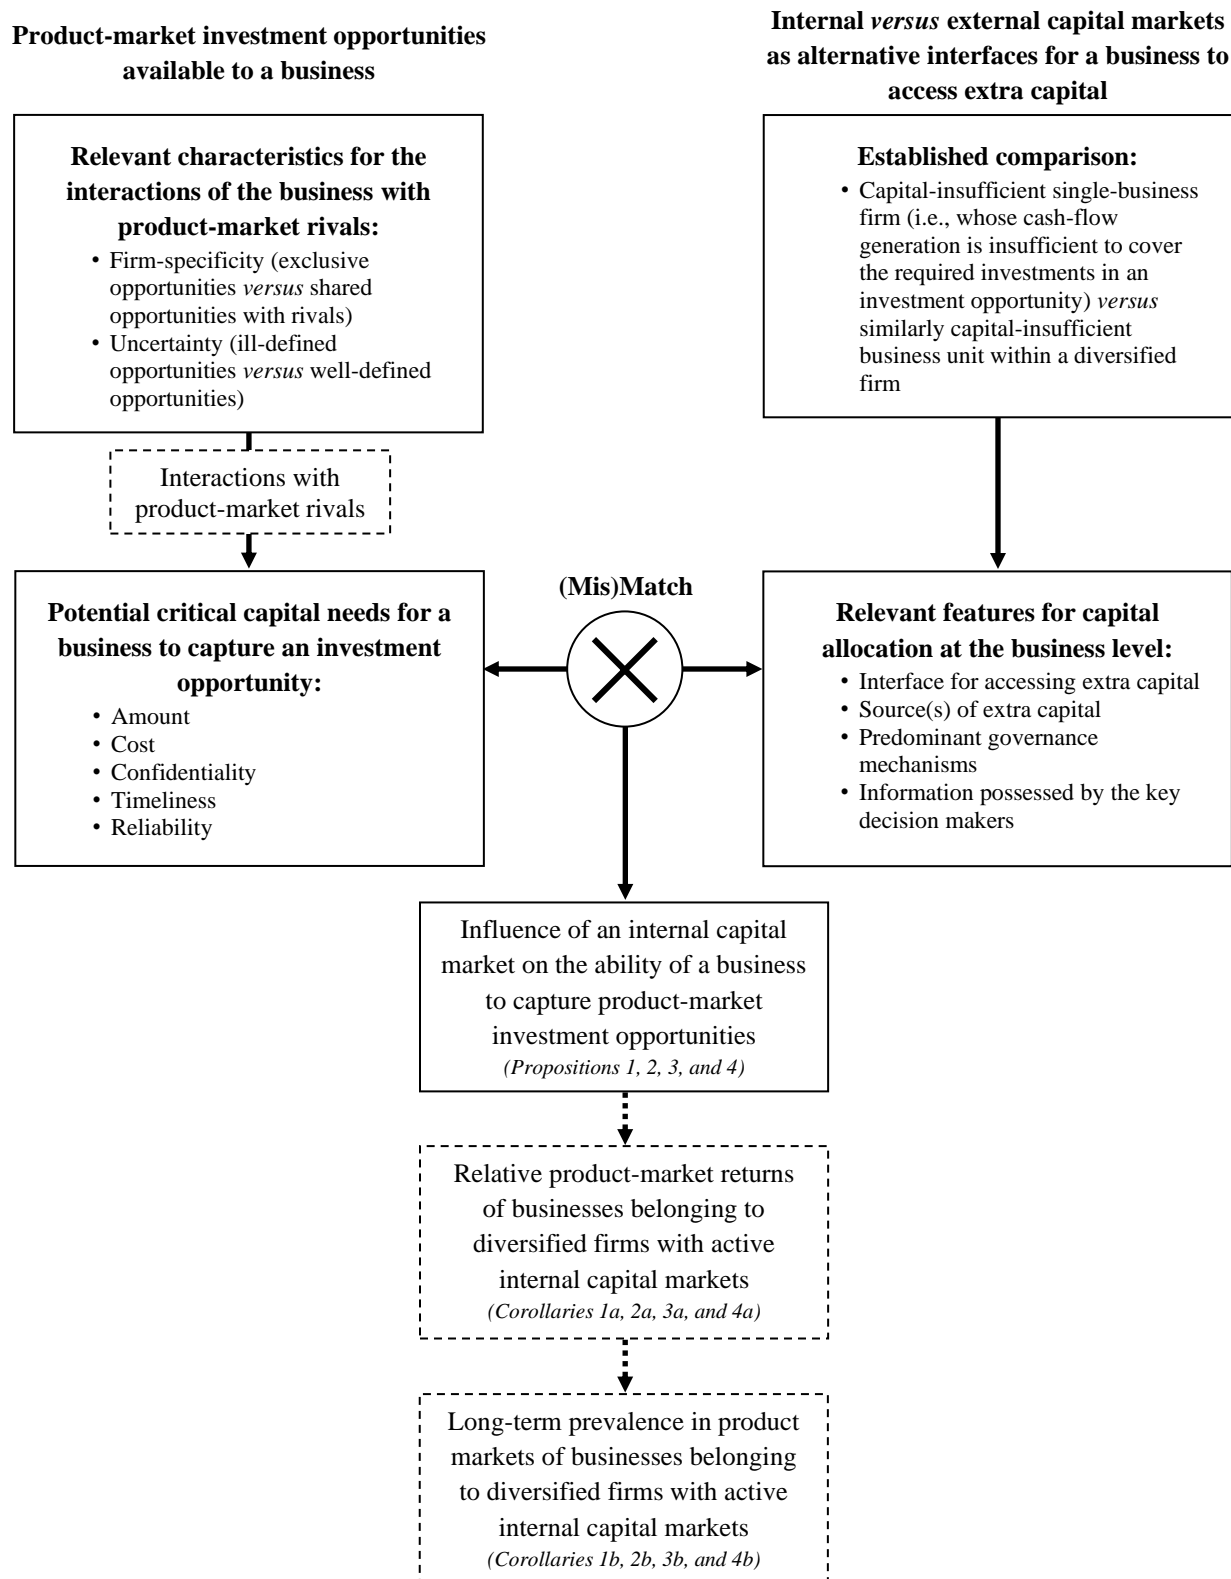 Product-market investment opportunities
available to a business
Internal versus external capital markets
as alternative interfaces for a business to
access extra capital
Relevant characteristics for the
interactions of the business with
product-market rivals:
• Firm-specificity (exclusive
opportunities versus shared
opportunities with rivals)
• Uncertainty (ill-defined
opportunities versus well-defined
opportunities)
Established comparison:
• Capital-insufficient single-business
firm (i.e., whose cash-flow
generation is insufficient to cover
the required investments in an
investment opportunity) versus
similarly capital-insufficient
business unit within a diversified
firm
Interactions with
product-market rivals
(Mis)Match
Potential critical capital needs for a
business to capture an investment
opportunity:
• Amount
• Cost
• Confidentiality
• Timeliness
• Reliability
Relevant features for capital
allocation at the business level:
• Interface for accessing extra capital
• Source(s) of extra capital
• Predominant governance
mechanisms
• Information possessed by the key
decision makers
Influence of an internal capital
market on the ability of a business
to capture product-market
investment opportunities
(Propositions 1, 2, 3, and 4)
Relative product-market returns
of businesses belonging to
diversified firms with active
internal capital markets
(Corollaries 1a, 2a, 3a, and 4a)
Long-term prevalence in product
markets of businesses belonging
to diversified firms with active
internal capital markets
(Corollaries 1b, 2b, 3b, and 4b)